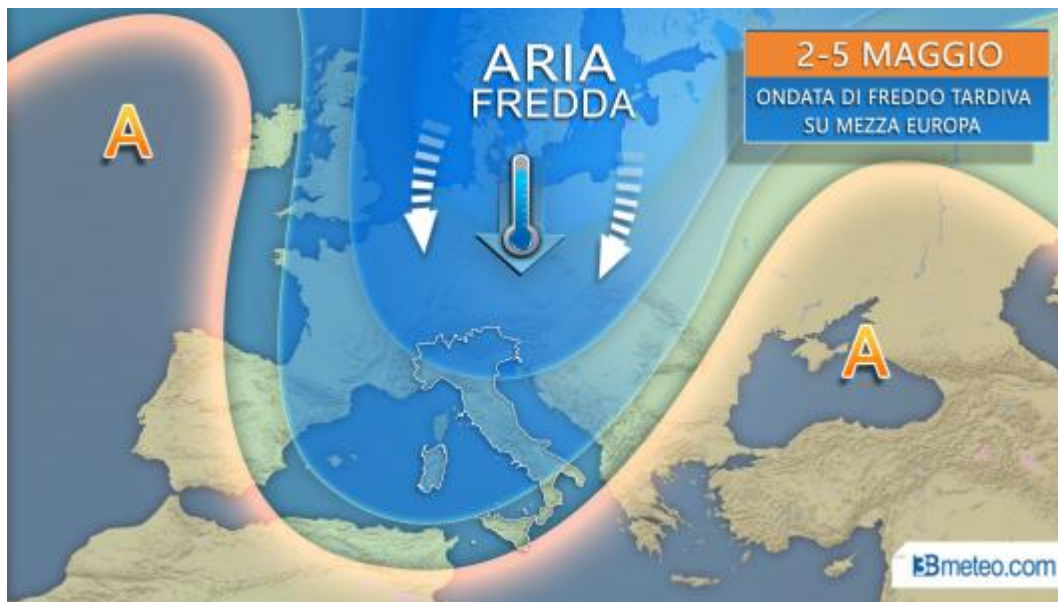 ARIA
FREDDA
2-5 MAGGIO
ONDATA DI FREDDO TARDIVA
SU MEZZA EUROPA
A
A
3Bmeteo.com